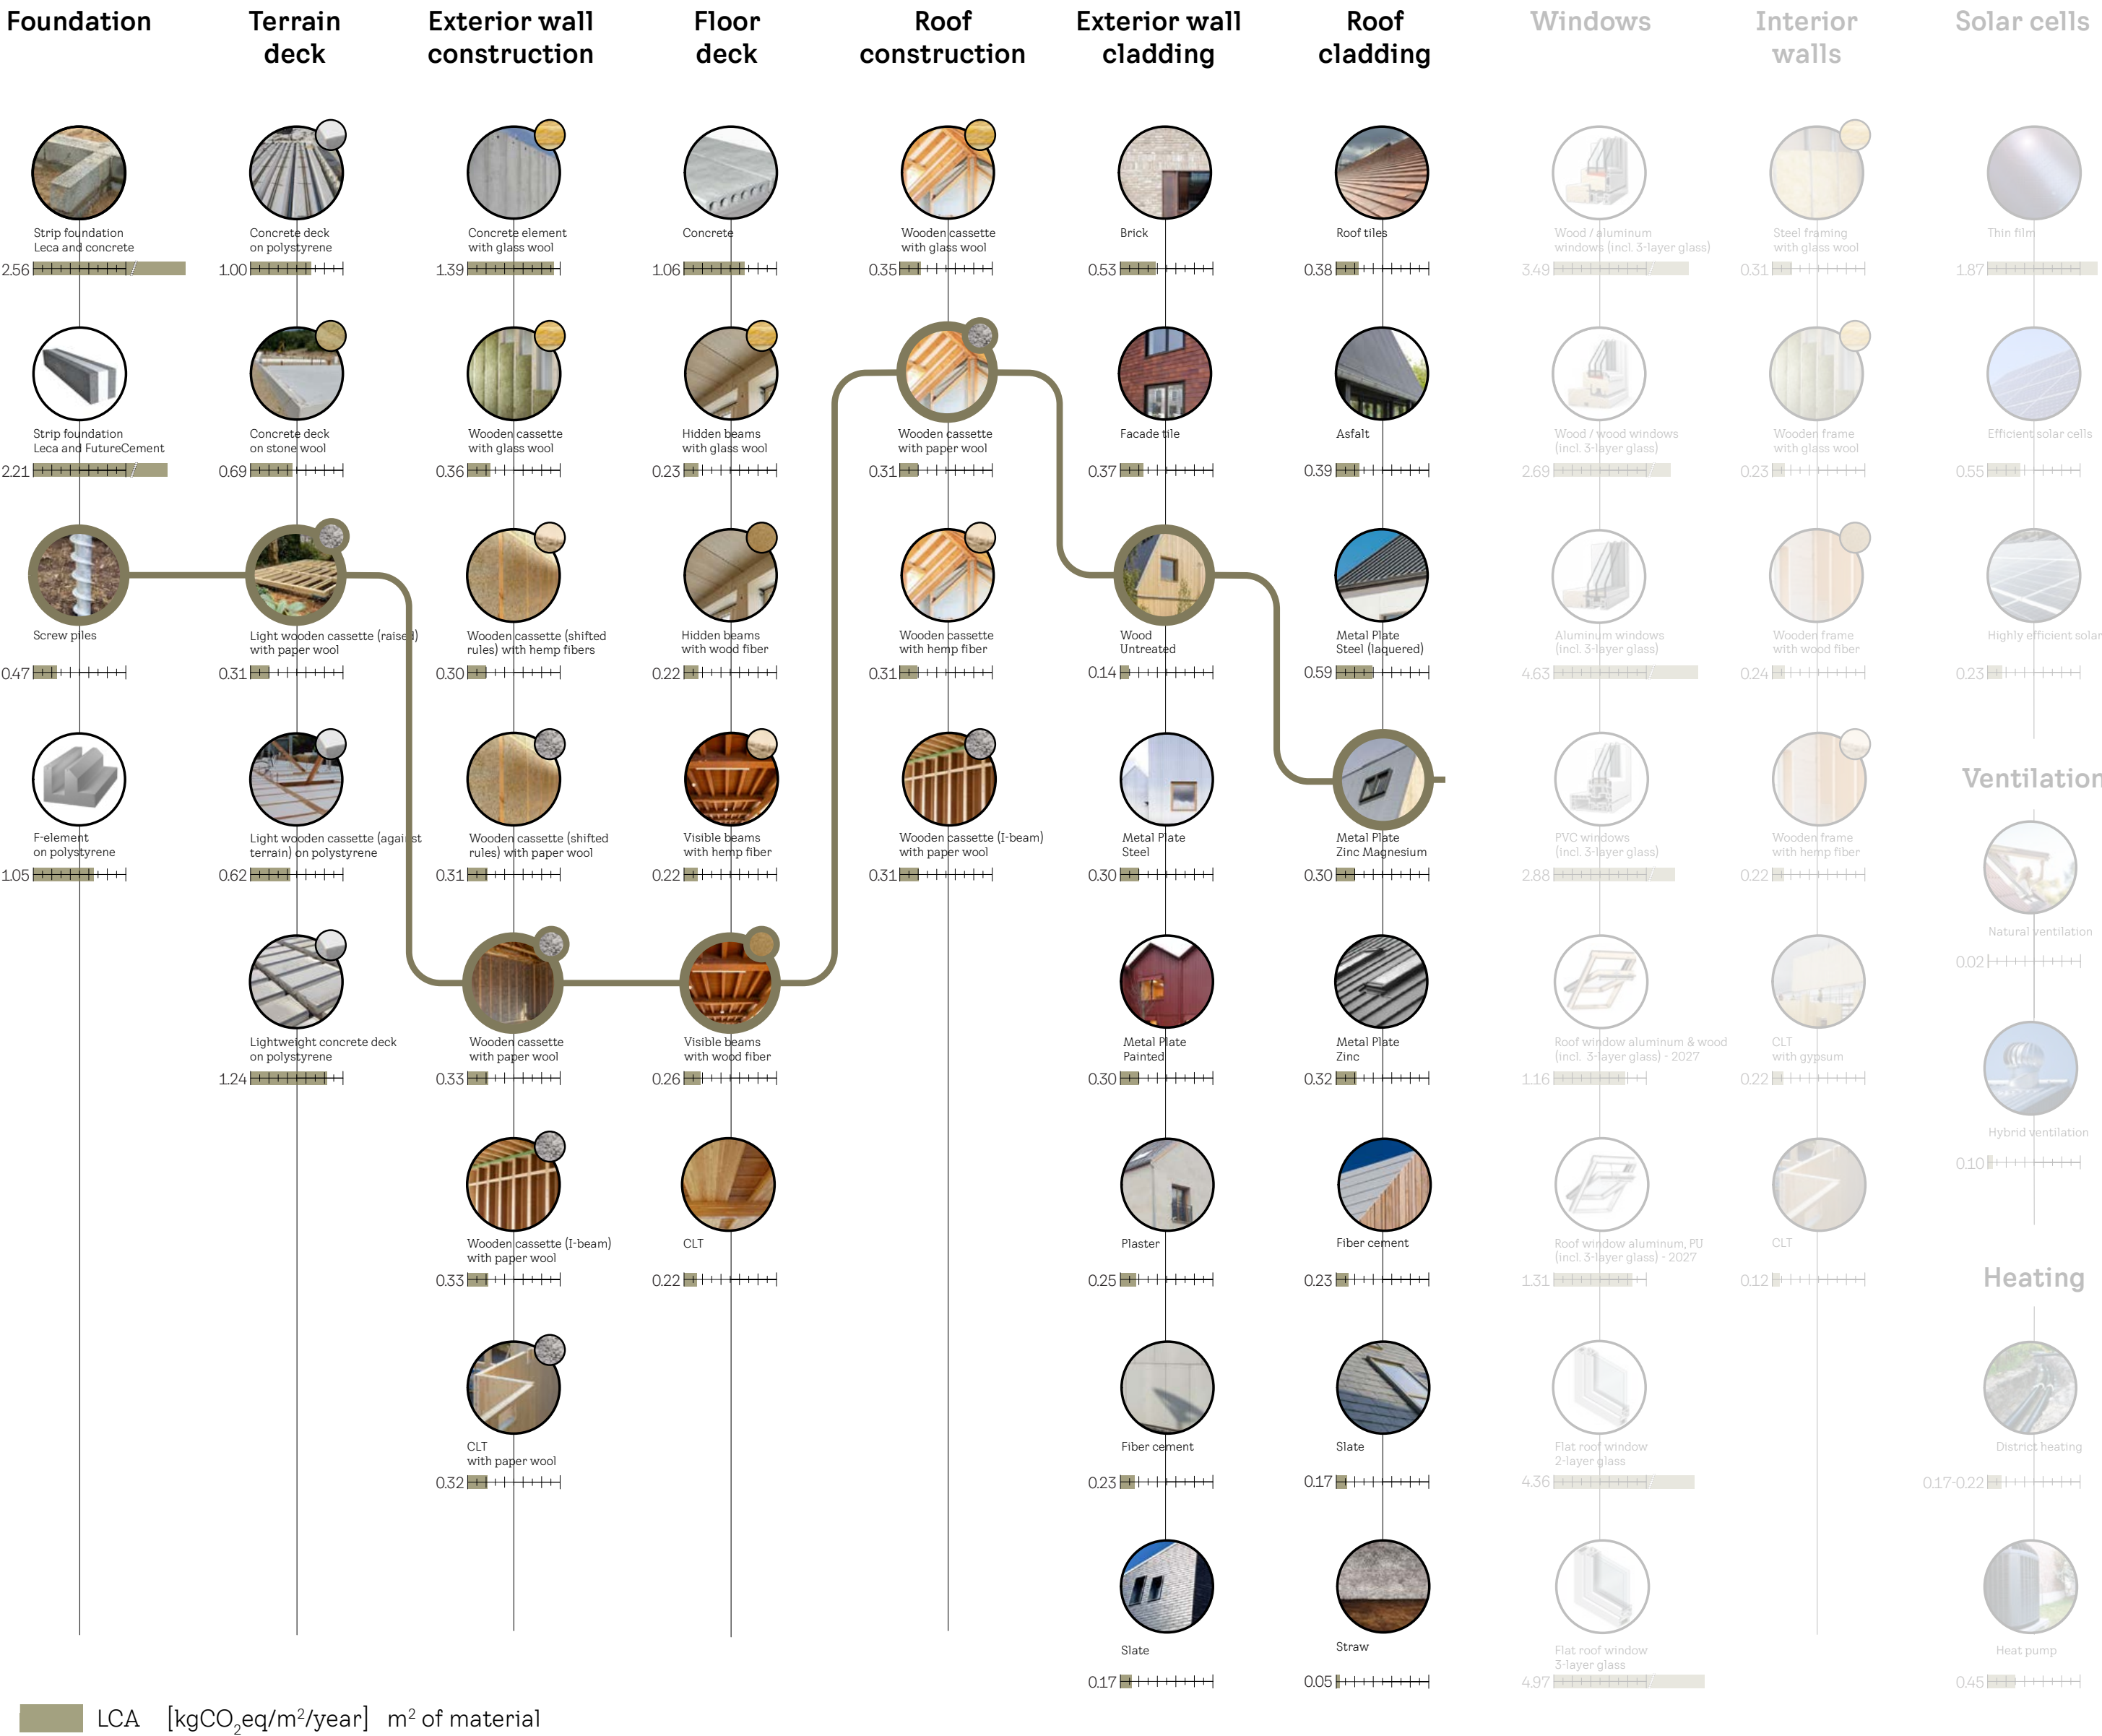 Foundation
Terrain
deck
Exterior wall
construction
Floor
deck
Roof
construction
Exterior wall
cladding
Roof
cladding
Windows
Interior
walls
Solar cells
Strip foundation
Leca and concrete
2.56
Concrete deck
on polystyrene
1.00
Concrete element
with glass wool
1.39
Concrete
1.06
Wooden cassette
with glass wool
0.35
Brick
0.53
Roof tiles
0.38
Wood / aluminum
windows (incl. 3-layer glass)
3.49
Steel framing
with glass wool
0.31
Thin film
1.87
Strip foundation
Leca and FutureCement
2.21
Concrete deck
on stone wool
0.69
Wooden cassette
with glass wool
0.36
Hidden beams
with glass wool
0.23
Wooden cassette
with paper wool
0.31
Facade tile
0.37
Asfalt
0.39
Wood / wood windows
(incl. 3-layer glass)
2.69
Wooden frame
with glass wool
0.23
Efficient solar cells
0.55
Screw piles
0.47
Light wooden cassette (raised)
with paper wool
0.31
Wooden cassette (shifted
rules) with hemp fibers
0.30
Hidden beams
with wood fiber
0.22
Wooden cassette
with hemp fiber
0.31
Wood
Untreated
0.14
Metal Plate
Steel (laquered)
0.59
Aluminum windows
(incl. 3-layer glass)
4.63
Wooden frame
with wood fiber
0.24
Highly efficient solar
0.23
F-element
on polystyrene
1.05
Light wooden cassette (against
terrain) on polystyrene
0.62
Wooden cassette (shifted
rules) with paper wool
0.31
Visible beams
with hemp fiber
0.22
Wooden cassette (I-beam)
with paper wool
0.31
Metal Plate
Steel
0.30
Metal Plate
Zinc Magnesium
0.30
PVC windows
(incl. 3-layer glass)
2.88
Wooden frame
with hemp fiber
0.22
Ventilation
Natural ventilation
0.02
Lightweight concrete deck
on polystyrene
1.24
Wooden cassette
with paper wool
0.33
Visible beams
with wood fiber
0.26
Metal Plate
Painted
0.30
Metal Plate
Zinc
0.32
Roof window aluminum & wood
(incl. 3-layer glass) - 2027
1.16
CLT
with gypsum
0.22
Hybrid ventilation
0.10
Wooden cassette (I-beam)
with paper wool
0.33
CLT
0.22
Plaster
0.25
Fiber cement
0.23
Roof window aluminum, PU
(incl. 3-layer glass) - 2027
1.31
CLT
0.12
Heating
CLT
with paper wool
0.32
Fiber cement
0.23
Slate
0.17
Flat roof window
2-layer glass
4.36
District heating
0.17-0.22
Slate
0.17
Straw
0.05
Flat roof window
3-layer glass
4.97
Heat pump
0.45
LCA [kgCO₂eq/m²/year] m² of material